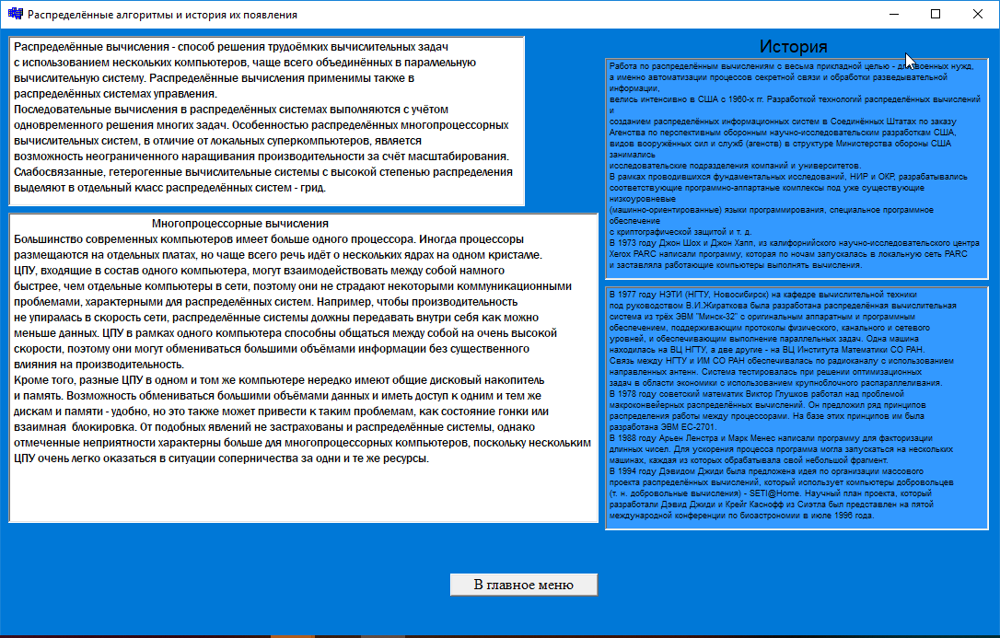 Распределённые алгоритмы и история их появления
Распределённые вычисления - способ решения трудоёмких вычислительных задач
с использованием нескольких компьютеров, чаще всего объединённых в параллельную
вычислительную систему. Распределённые вычисления применимы также в
распределённых системах управления.
Последовательные вычисления в распределённых системах выполняются с учётом
одновременного решения многих задач. Особенностью распределённых многопроцессорных
вычислительных систем, в отличие от локальных суперкомпьютеров, является
возможность неограниченного наращивания производительности за счёт масштабирования.
Слабосвязанные, гетерогенные вычислительные системы с высокой степенью распределения
выделяют в отдельный класс распределённых систем - грид.
Многопроцессорные вычисления
Большинство современных компьютеров имеет больше одного процессора. Иногда процессоры
размещаются на отдельных платах, но чаще всего речь идёт о нескольких ядрах на одном кристалле.
ЦПУ, входящие в состав одного компьютера, могут взаимодействовать между собой намного
быстрее, чем отдельные компьютеры в сети, поэтому они не страдают некоторыми коммуникационными
проблемами, характерными для распределённых систем. Например, чтобы производительность
не упиралась в скорость сети, распределённые системы должны передавать внутри себя как можно
меньше данных. ЦПУ в рамках одного компьютера способны общаться между собой на очень высокой
скорости, поэтому они могут обмениваться большими объёмами информации без существенного
влияния на производительность.
Кроме того, разные ЦПУ в одном и том же компьютере нередко имеют общие дисковый накопитель
и память. Возможность обмениваться большими объёмами данных и иметь доступ к одним и тем же
дискам и памяти - удобно, но это также может привести к таким проблемам, как состояние гонки или
взаимная  блокировка. От подобных явлений не застрахованы и распределённые системы, однако
отмеченные неприятности характерны больше для многопроцессорных компьютеров, поскольку нескольким
ЦПУ очень легко оказаться в ситуации соперничества за одни и те же ресурсы.
История
Работа по распределённым вычислениям с весьма прикладной целью - для военных нужд,
а именно автоматизации процессов секретной связи и обработки разведывательной
информации,
велись интенсивно в США с 1960-х гг. Разработкой технологий распределённых вычислений
и
созданием распределённых информационных систем в Соединённых Штатах по заказу
Агенства по перспективным оборонным научно-исследовательским разработкам США,
видов вооружённых сил и служб (агенств) в структуре Министерства обороны США
занимались
исследовательские подразделения компаний и университетов.
В рамках проводившихся фундаментальных исследований, НИР и ОКР, разрабатывались
соответствующие программно-аппартаные комплексы под уже существующие
низкоуровневые
(машинно-ориентированные) языки программирования, специальное программное
обеспечение
с криптографической защитой и т. д.
В 1973 году Джон Шох и Джон Хапп, из калифорнийского научно-исследовательского центра
Xerox PARC написали программу, которая по ночам запускалась в локальную сеть PARC
и заставляла работающие компьютеры выполнять вычисления.
В 1977 году НЭТИ (НГТУ, Новосибирск) на кафедре вычислительной техники
под руководством В.И.Жираткова была разработана распределённая вычислительная
система из трёх ЭВМ "Минск-32" с оригинальным аппаратным и программным
обеспечением, поддерживающим протоколы физического, канального и сетевого
уровней, и обеспечивающим выполнение параллельных задач. Одна машина
находилась на ВЦ НГТУ, а две другие - на ВЦ Института Математики СО РАН.
Связь между НГТУ и ИМ СО РАН обеспечивалась по радиоканалу с использованием
направленных антенн. Система тестировалась при решении оптимизационных
задач в области экономики с использованием крупноблочного распараллеливания.
В 1978 году советский математик Виктор Глушков работал над проблемой
макроконвейерных распределённых вычислений. Он предложил ряд принципов
распределения работы между процессорами. На базе этих принципов им была
разработана ЭВМ ЕС-2701.
В 1988 году Арьен Ленстра и Марк Менес написали программу для факторизации
длинных чисел. Для ускорения процесса программа могла запускаться на нескольких
машинах, каждая из которых обрабатывала свой небольшой фрагмент.
В 1994 году Дэвидом Джиди была предложена идея по организации массового
проекта распределённых вычислений, который использует компьютеры добровольцев
(т. н. добровольные вычисления) - SETI@Home. Научный план проекта, который
разработали Дэвид Джиди и Крейг Каснофф из Сиэтла был представлен на пятой
международной конференции по биоастрономии в июле 1996 года.
В главное меню